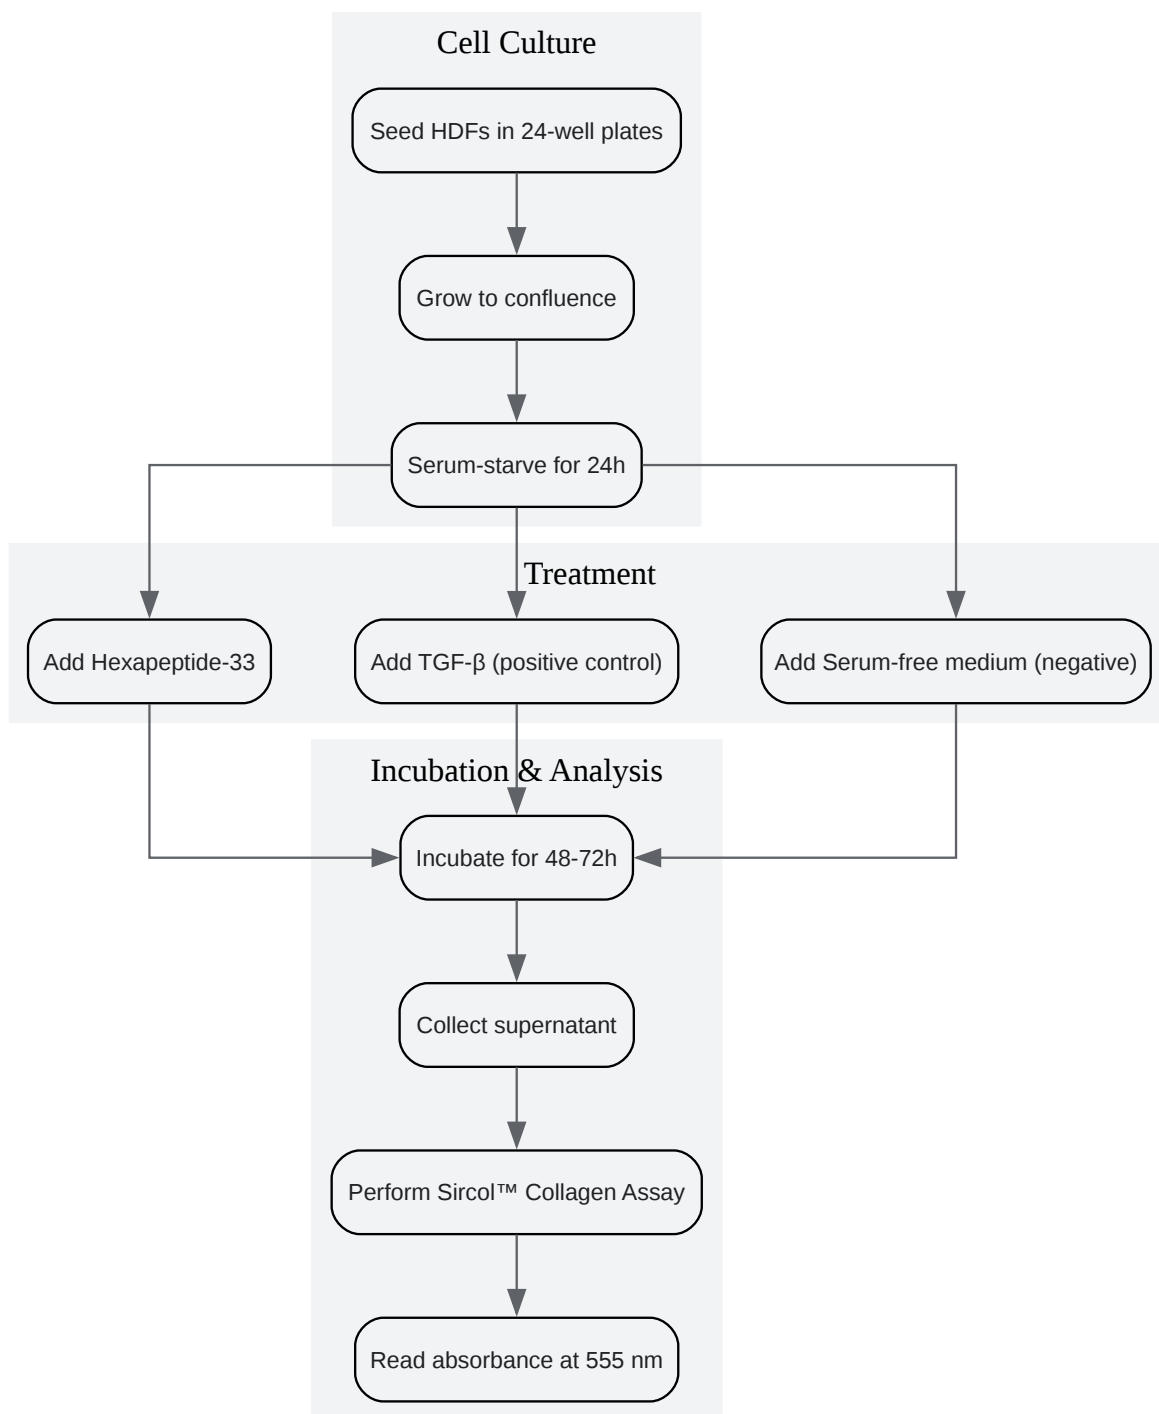 Cell Culture
Seed HDFs in 24-well plates
Grow to confluence
Serum-starve for 24h
Treatment
Add Hexapeptide-33
Add TGF-β (positive control)
Add Serum-free medium (negative)
Incubation & Analysis
Incubate for 48-72h
Collect supernatant
Perform Sircol™ Collagen Assay
Read absorbance at 555 nm